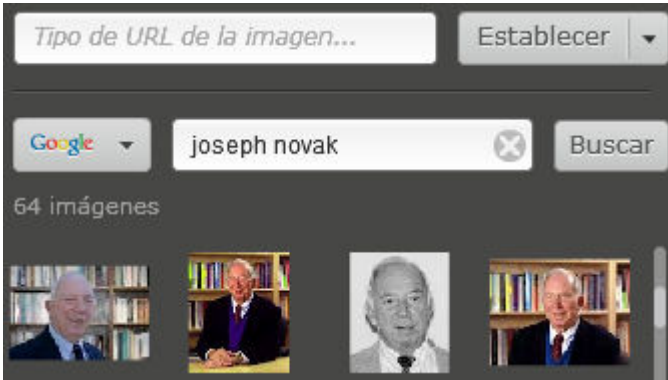 Tipo de URL de la imagen... Establecer
Google joseph novak Buscar
64 imágenes